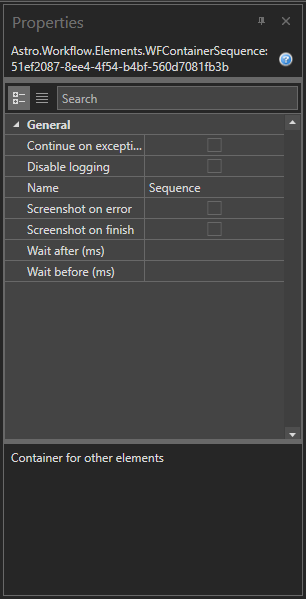 Properties
Astro.Workflow.Elements.WFContainerSequence:
51ef2087-8ee4-4f54-b4bf-560d7081fb3b
Search
General
Continue on excepti...
Disable logging
Name Sequence
Screenshot on error
Screenshot on finish
Wait after (ms)
Wait before (ms)
Container for other elements